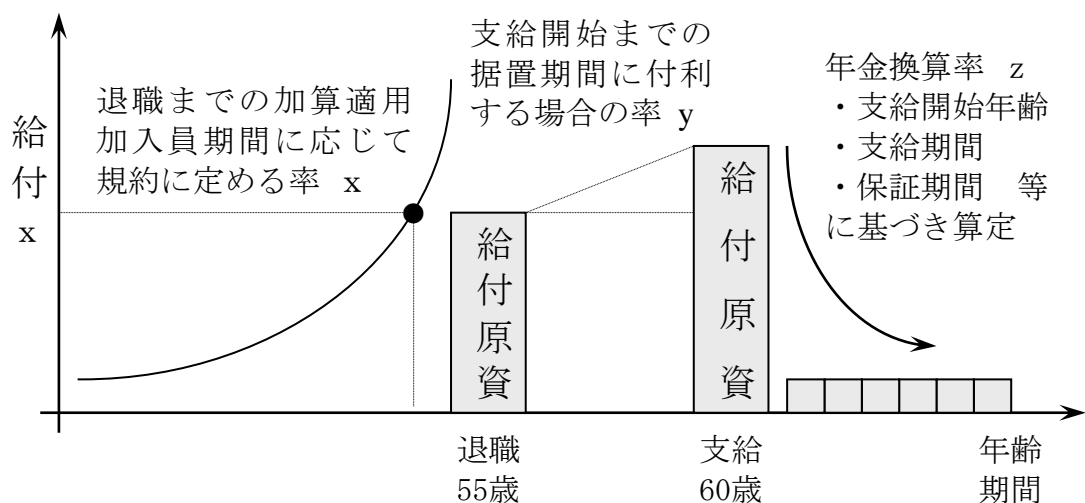 給付
x
退職までの加算適用
加入員期間に応じて
規約に定める率 x
支給開始までの
据置期間に付利
する場合の率 y
年金換算率 z
・支給開始年齢
・支給期間
・保証期間 等
に基づき算定
給付原資
給付原資
退職
55歳
支給
60歳
年齢
期間